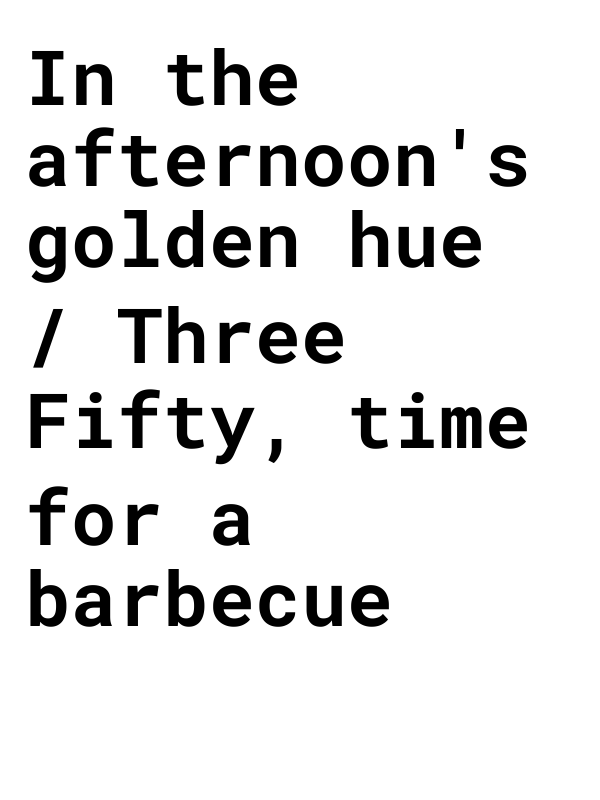 In the
afternoon's
golden hue
/ Three
Fifty, time
for a
barbecue